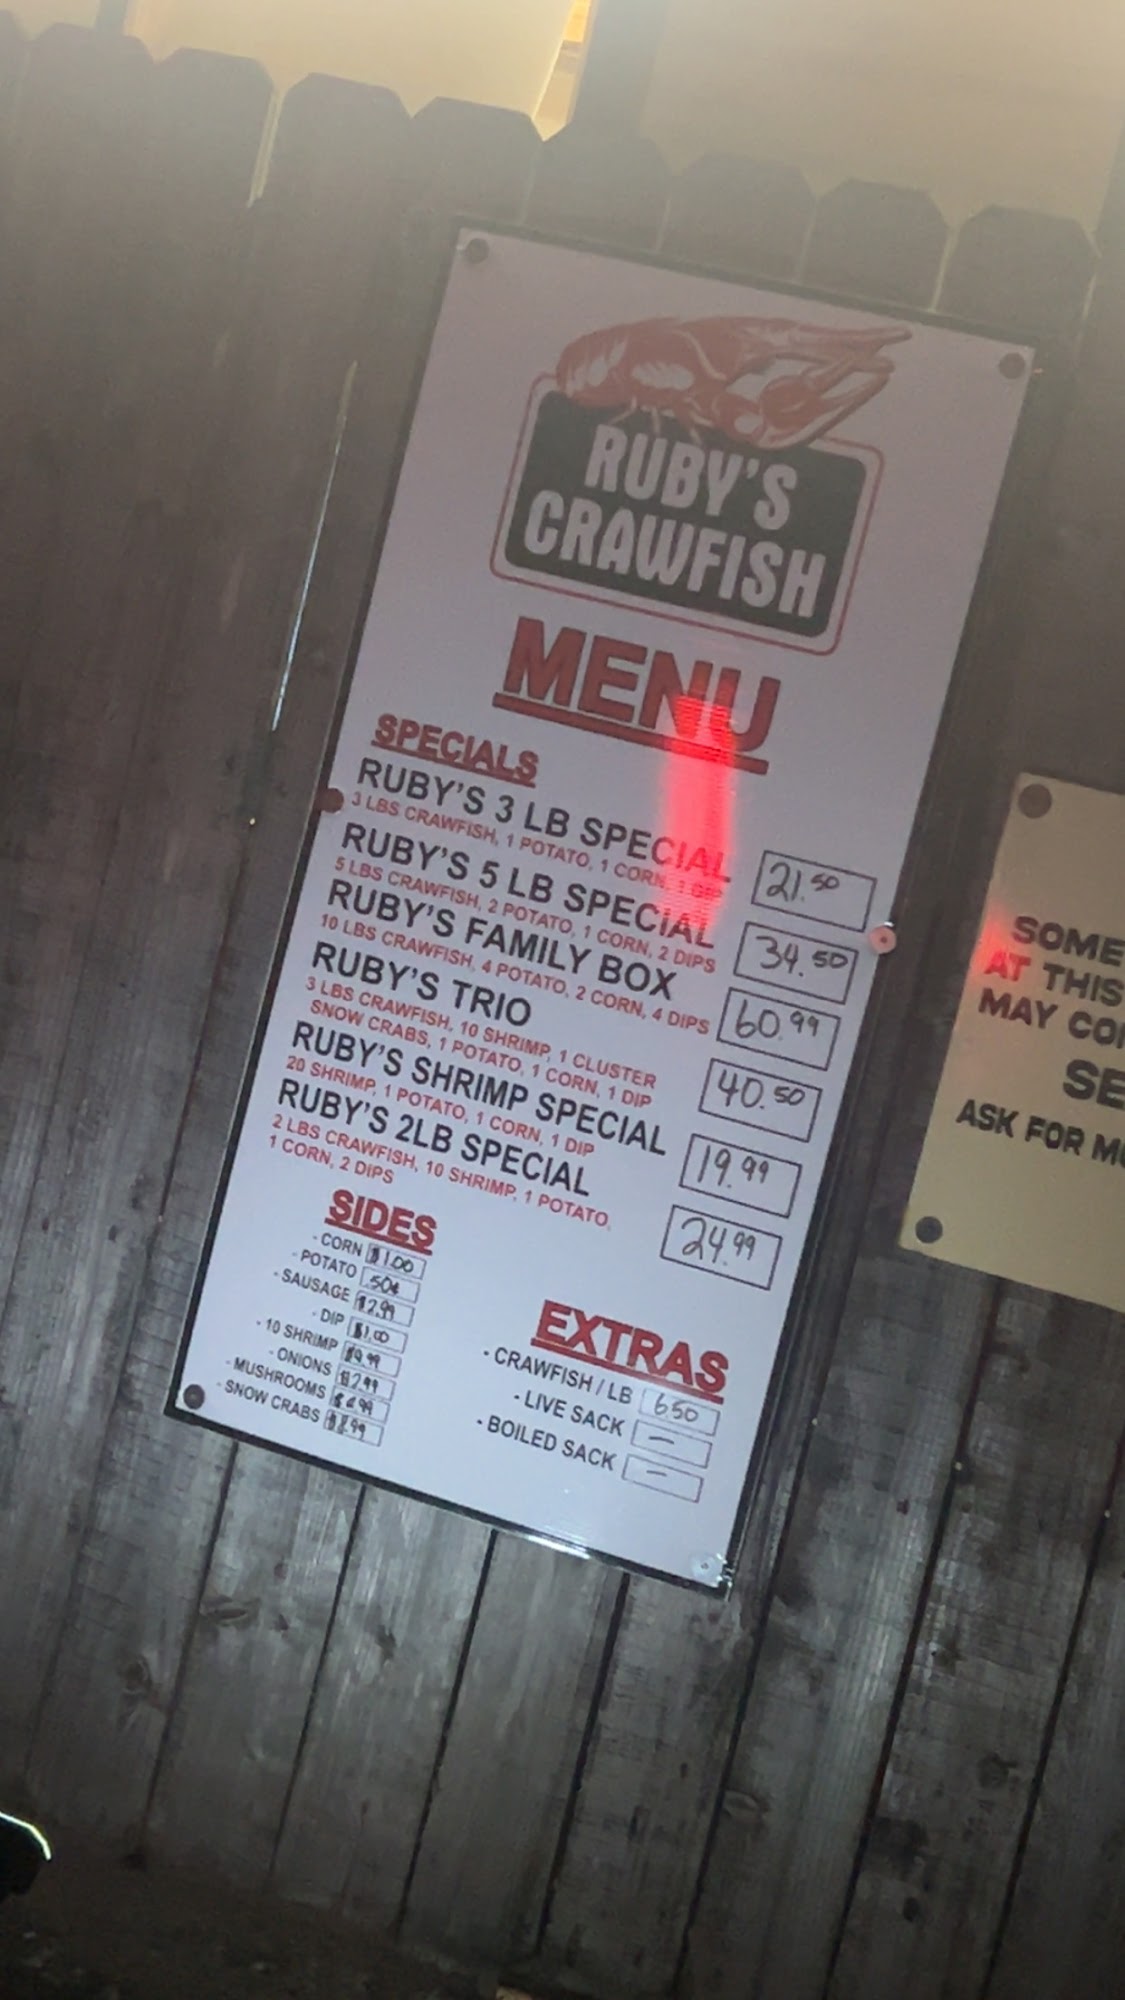 RUBY'S
CRAWFISH
MENU
SPECIALS
RUBY'S 3 LB SPECIAL 21.50
3 LBS CRAWFISH, 1 POTATO, 1 CORN, 1 DIP
RUBY'S 5 LB SPECIAL 34.50
5 LBS CRAWFISH, 2 POTATO, 1 CORN, 2 DIPS
RUBY'S FAMILY BOX 60.99
10 LBS CRAWFISH, 4 POTATO, 2 CORN, 4 DIPS
RUBY'S TRIO 40.50
3 LBS CRAWFISH, 10 SHRIMP, 1 CLUSTER
SNOW CRABS, 1 POTATO, 1 CORN, 1 DIP
RUBY'S SHRIMP SPECIAL 19.99
20 SHRIMP, 1 POTATO, 1 CORN, 1 DIP
RUBY'S 2LB SPECIAL 24.99
2 LBS CRAWFISH, 10 SHRIMP, 1 POTATO,
1 CORN, 2 DIPS
SIDES
- CORN $1.00
- POTATO .50¢
- SAUSAGE $2.99
- DIP $1.00
- 10 SHRIMP $9.99
- ONIONS $2.99
- MUSHROOMS
- SNOW CRABS
EXTRAS
- CRAWFISH / LB 6.50
- LIVE SACK —
- BOILED SACK —
SOME
AT THIS
MAY CO
SE
ASK FOR